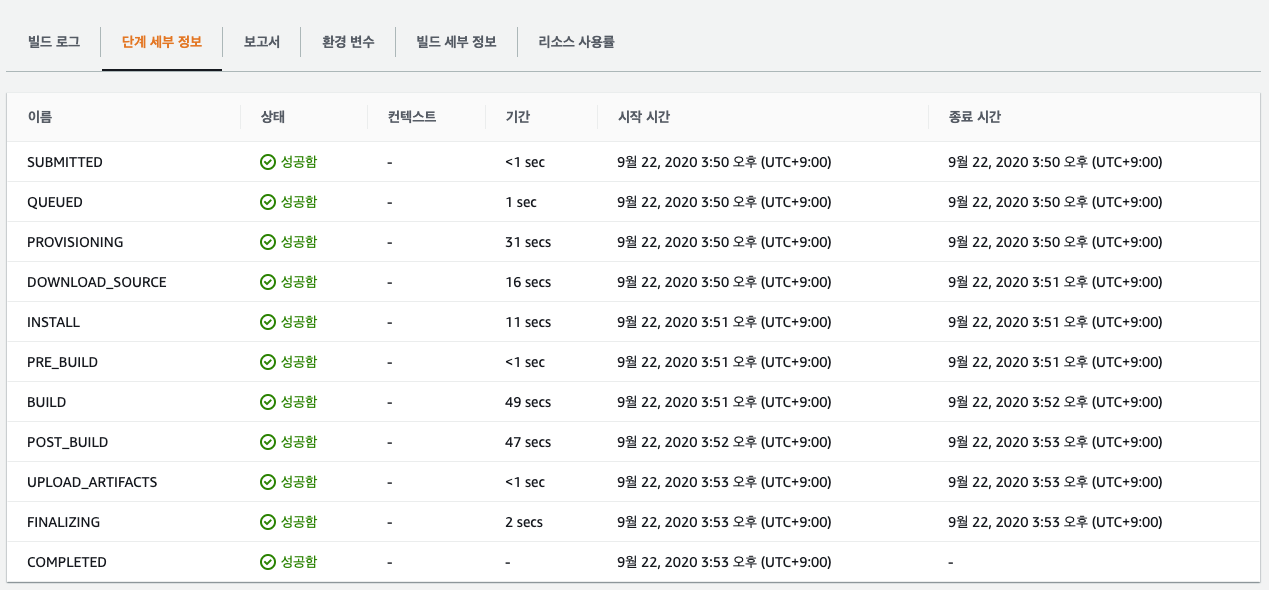 빌드 로그 단계 세부 정보 보고서 환경 변수 빌드 세부 정보 리소스 사용률
이름 상태 컨텍스트 기간 시작 시간 종료 시간
SUBMITTED 성공함 - <1 sec 9월 22, 2020 3:50 오후 (UTC+9:00) 9월 22, 2020 3:50 오후 (UTC+9:00)
QUEUED 성공함 - 1 sec 9월 22, 2020 3:50 오후 (UTC+9:00) 9월 22, 2020 3:50 오후 (UTC+9:00)
PROVISIONING 성공함 - 31 secs 9월 22, 2020 3:50 오후 (UTC+9:00) 9월 22, 2020 3:50 오후 (UTC+9:00)
DOWNLOAD_SOURCE 성공함 - 16 secs 9월 22, 2020 3:50 오후 (UTC+9:00) 9월 22, 2020 3:51 오후 (UTC+9:00)
INSTALL 성공함 - 11 secs 9월 22, 2020 3:51 오후 (UTC+9:00) 9월 22, 2020 3:51 오후 (UTC+9:00)
PRE_BUILD 성공함 - <1 sec 9월 22, 2020 3:51 오후 (UTC+9:00) 9월 22, 2020 3:51 오후 (UTC+9:00)
BUILD 성공함 - 49 secs 9월 22, 2020 3:51 오후 (UTC+9:00) 9월 22, 2020 3:52 오후 (UTC+9:00)
POST_BUILD 성공함 - 47 secs 9월 22, 2020 3:52 오후 (UTC+9:00) 9월 22, 2020 3:53 오후 (UTC+9:00)
UPLOAD_ARTIFACTS 성공함 - <1 sec 9월 22, 2020 3:53 오후 (UTC+9:00) 9월 22, 2020 3:53 오후 (UTC+9:00)
FINALIZING 성공함 - 2 secs 9월 22, 2020 3:53 오후 (UTC+9:00) 9월 22, 2020 3:53 오후 (UTC+9:00)
COMPLETED 성공함 - - 9월 22, 2020 3:53 오후 (UTC+9:00) -